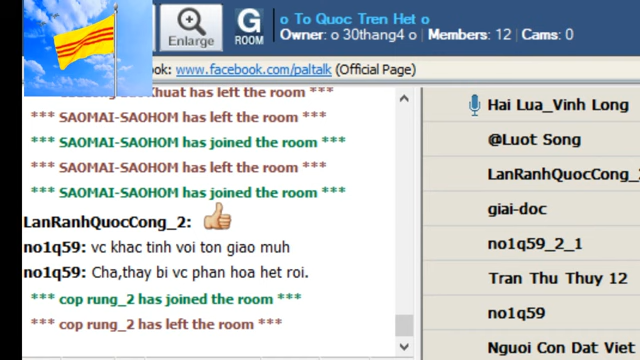 o To Quoc Tren Het o
Owner: o 30thang4 o Members: 12 Cams: 0
Enlarge
G
ROOM
ok: www.facebook.com/paltalk (Official Page)
Khuat has left the room ***
*** SAOMAI-SAOHOM has left the room ***
*** SAOMAI-SAOHOM has joined the room ***
*** SAOMAI-SAOHOM has left the room ***
*** SAOMAI-SAOHOM has joined the room ***
LanRanhQuocCong_2:
no1q59: vc khac tinh voi ton giao muh
no1q59: Cha,thay bi vc phan hoa het roi.
*** cop rung_2 has joined the room ***
*** cop rung_2 has left the room ***
Hai Lua_Vinh Long
@Luot Song
LanRanhQuocCong_2
giai-doc
no1q59_2_1
Tran Thu Thuy 12
no1q59
Nguoi Con Dat Viet